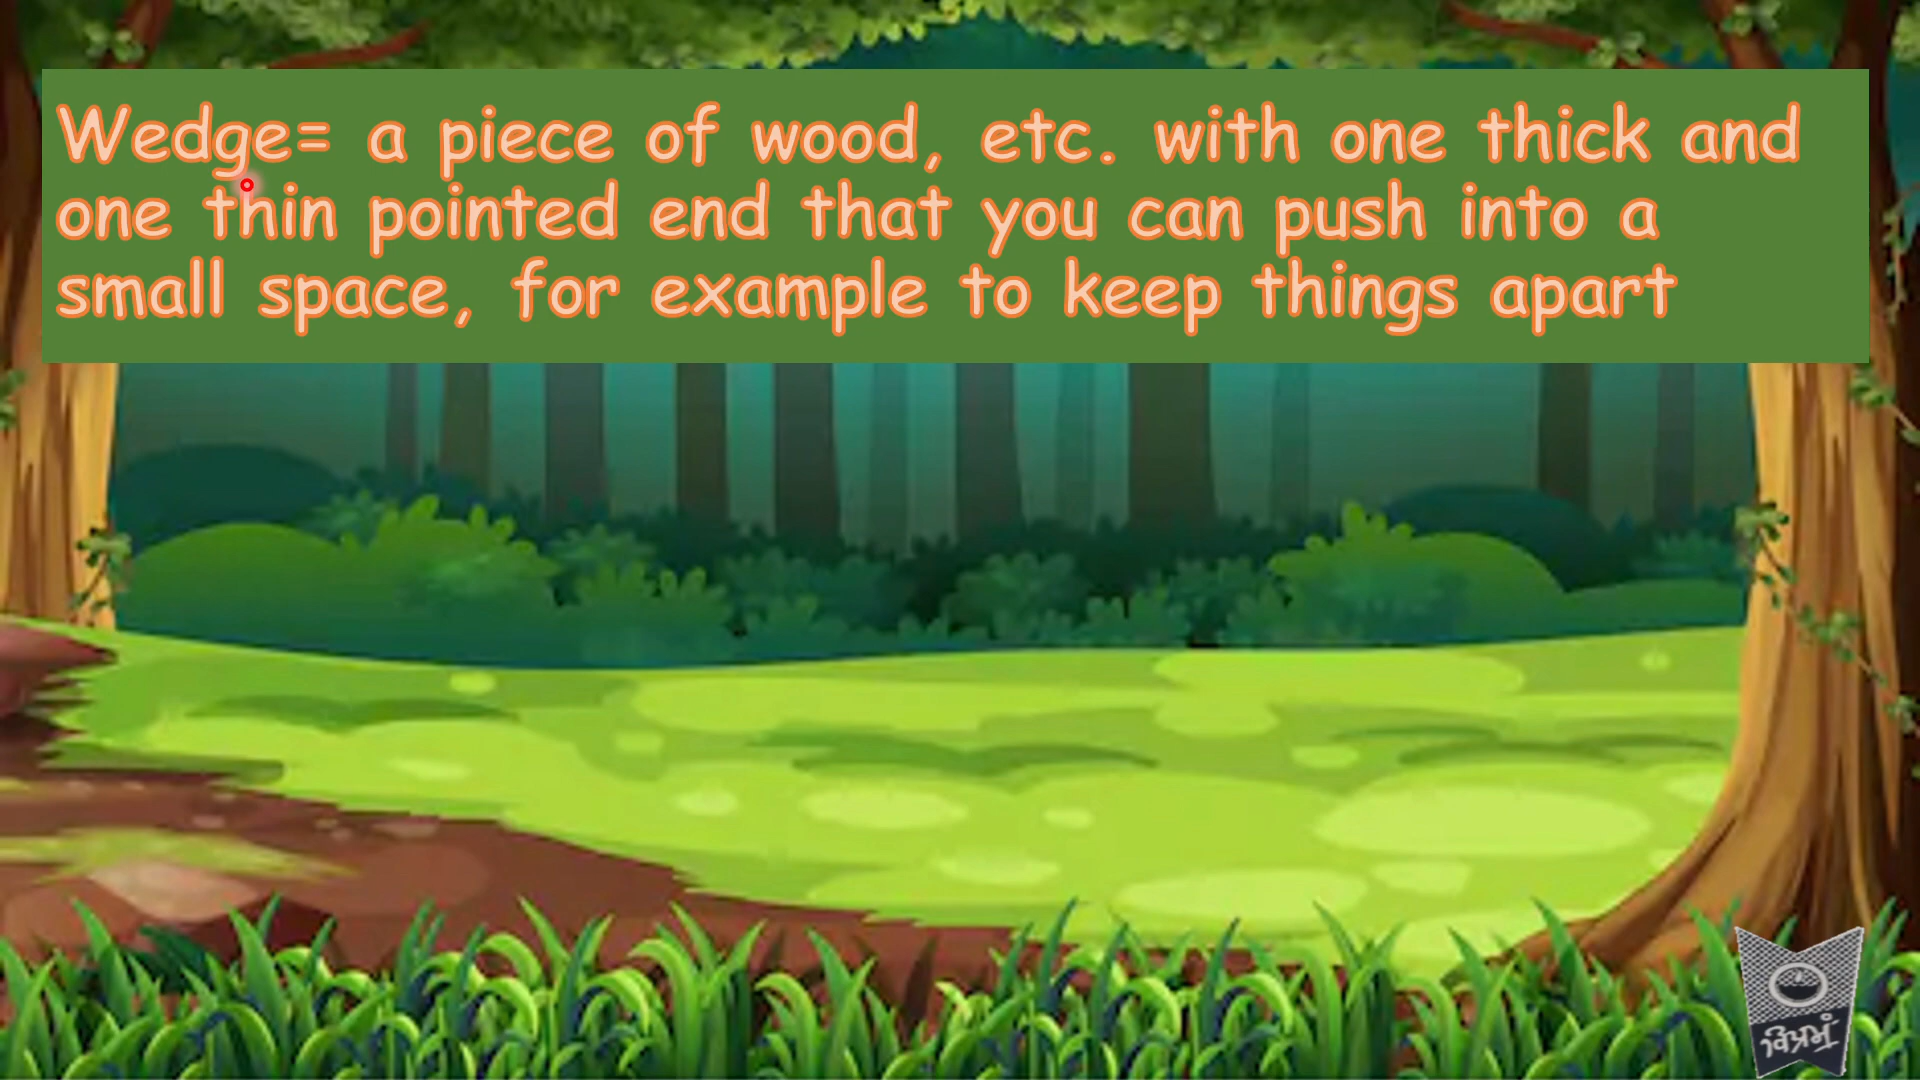 Wedge= a piece of wood, etc. with one thick and
one thin pointed end that you can push into a
small space, for example to keep things apart